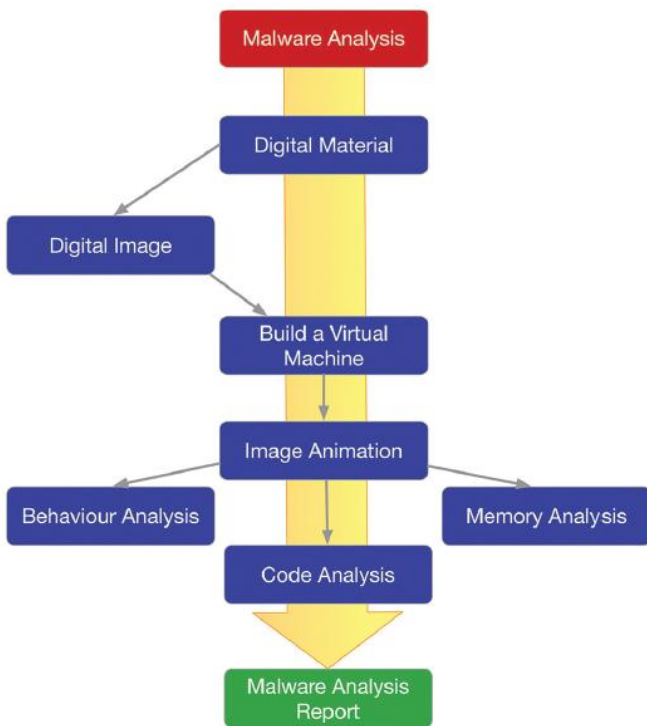 Malware Analysis
Digital Material
Digital Image
Build a Virtual
Machine
Image Animation
Behaviour Analysis
Memory Analysis
Code Analysis
Malware Analysis
Report